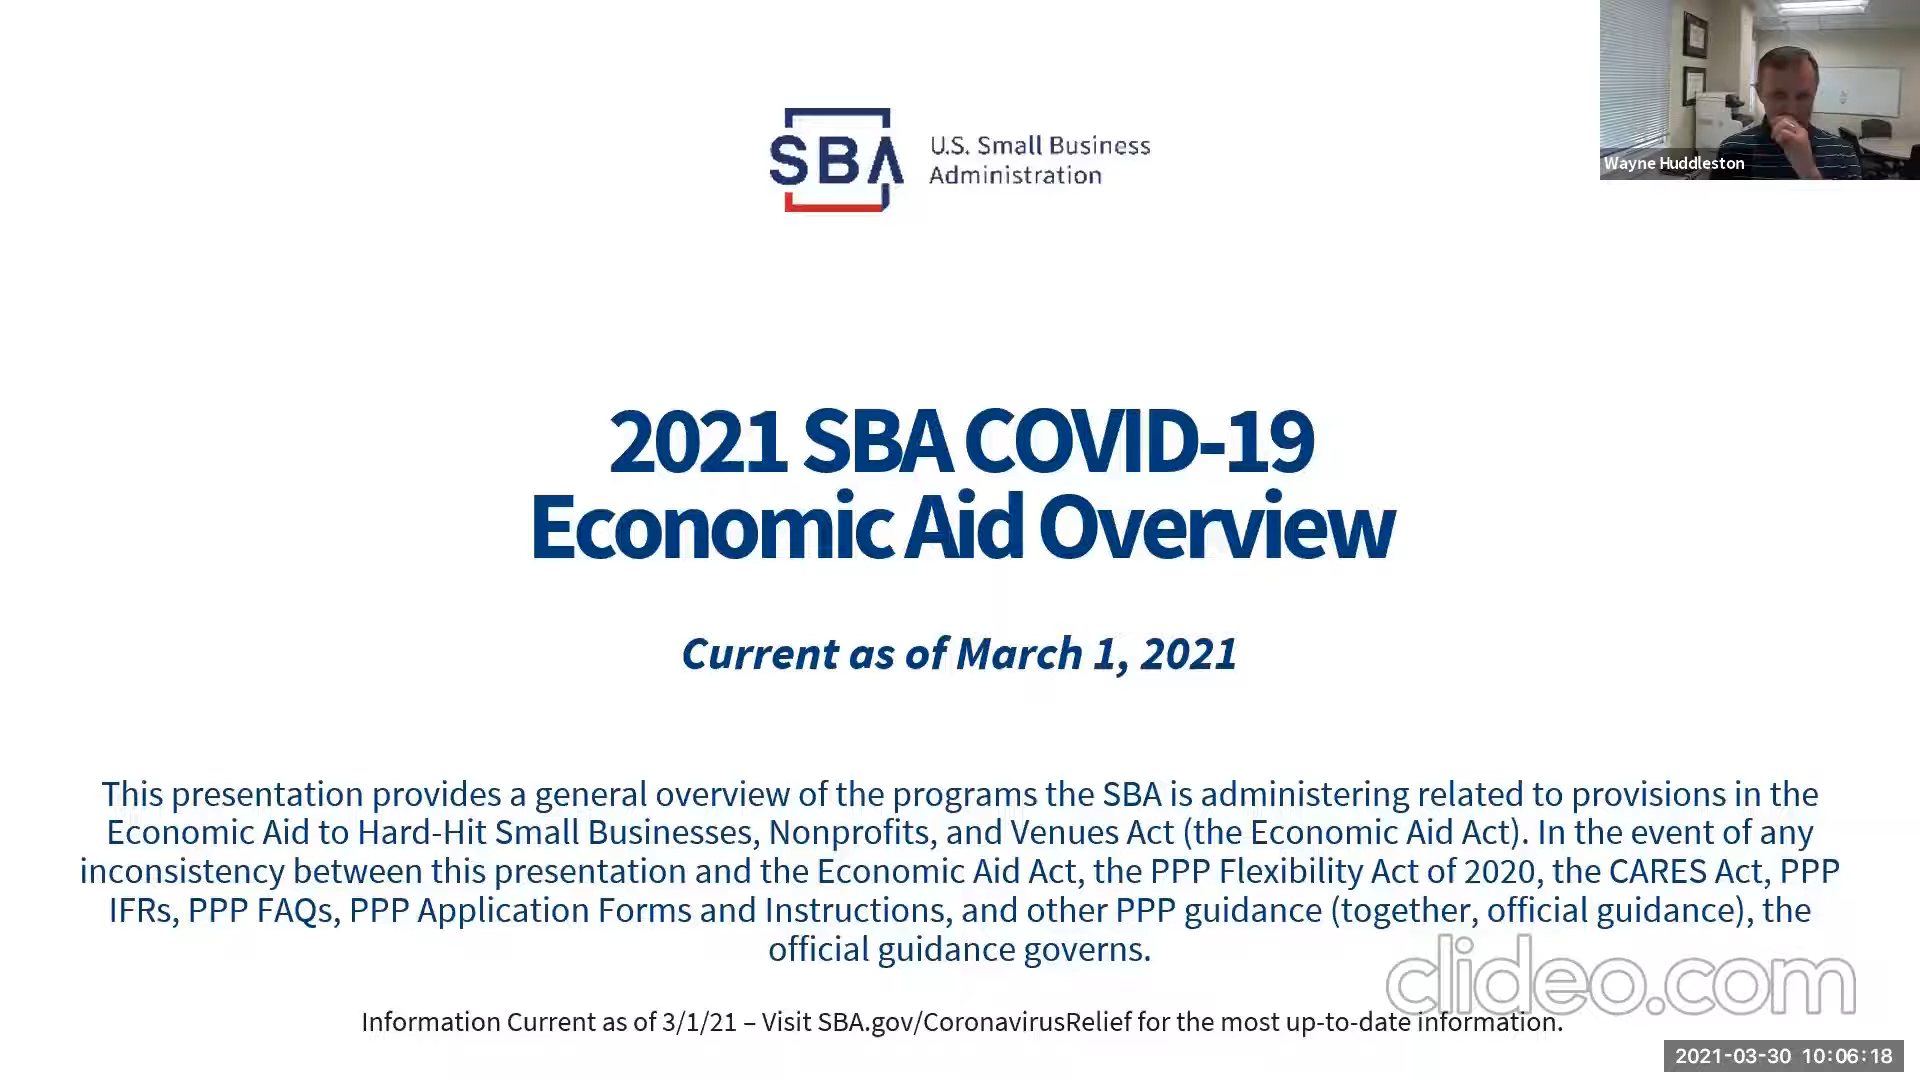 SBA
U.S. Small Business
Administration
Wayne Huddleston
2021 SBA COVID-19
Economic Aid Overview
Current as of March 1, 2021
This presentation provides a general overview of the programs the SBA is administering related to provisions in the
Economic Aid to Hard-Hit Small Businesses, Nonprofits, and Venues Act (the Economic Aid Act). In the event of any
inconsistency between this presentation and the Economic Aid Act, the PPP Flexibility Act of 2020, the CARES Act, PPP
IFRs, PPP FAQs, PPP Application Forms and Instructions, and other PPP guidance (together, official guidance), the
official guidance governs.
clideo.com
Information Current as of 3/1/21 – Visit SBA.gov/CoronavirusRelief for the most up-to-date information.
2021-03-30 10:06:18